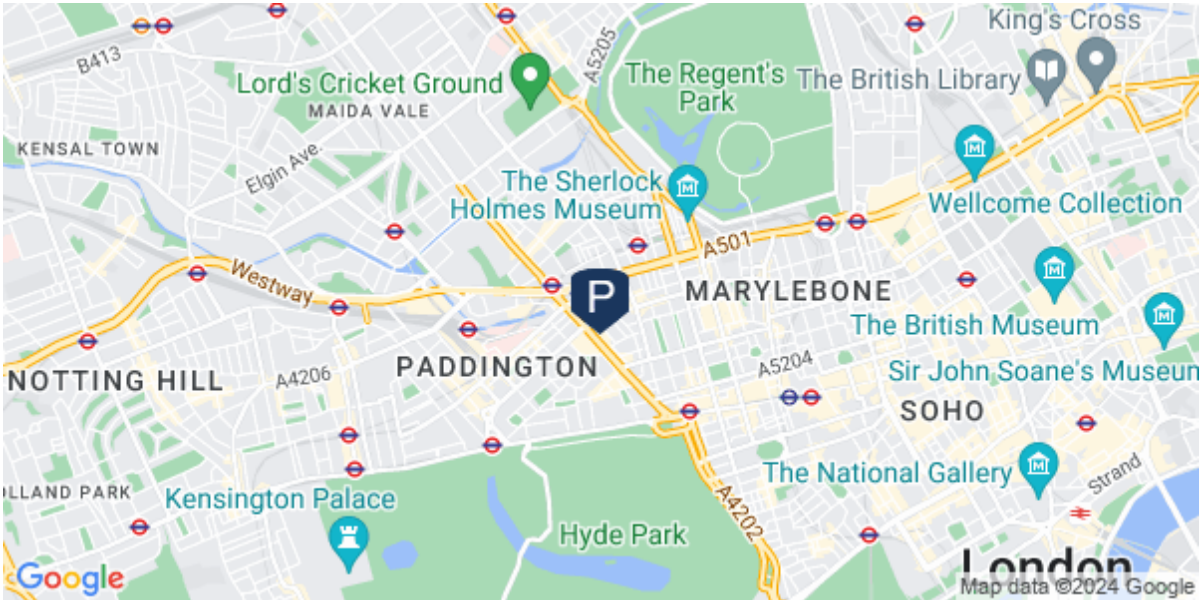 King's Cross
B413
A5205
Lord's Cricket Ground
The Regent's
Park
The British Library
MAIDA VALE
KENSAL TOWN
Elgin Ave.
The Sherlock
Holmes Museum
Wellcome Collection
A501
Westway
P
MARYLEBONE
The British Museum
PADDINGTON
A5204
Sir John Soane's Museum
NOTTING HILL
A4206
SOHO
The National Gallery
Strand
OLLAND PARK
Kensington Palace
A4202
Hyde Park
London
Google
Map data ©2024 Google